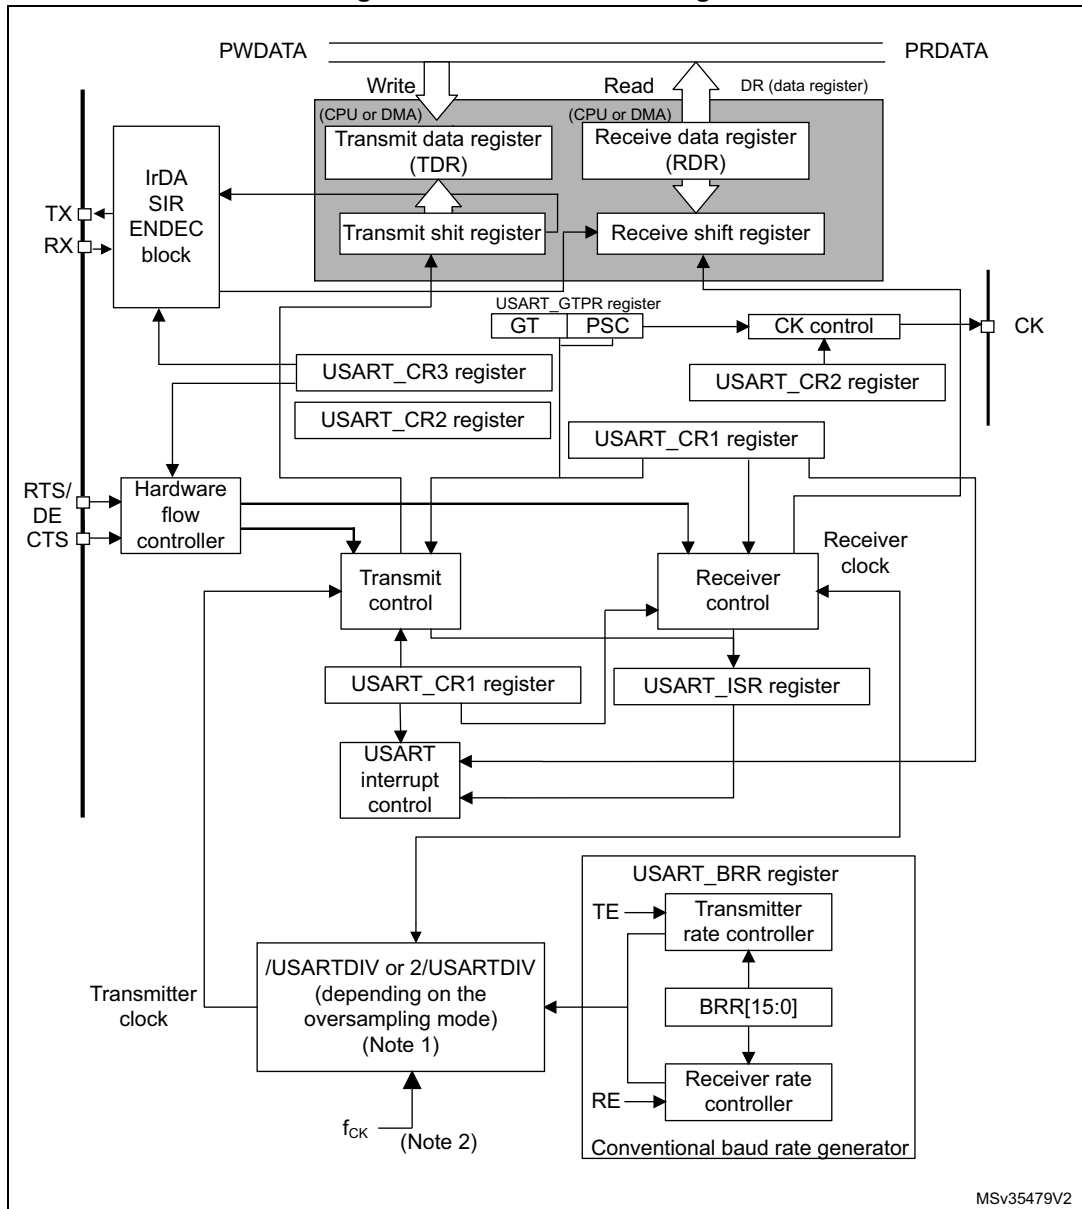 PWDATA
PRDATA
Write
Read
DR (data register)
(CPU or DMA)
(CPU or DMA)
Transmit data register
(TDR)
Receive data register
(RDR)
IrDA
SIR
ENDEC
block
TX
RX
Transmit shit register
Receive shift register
USART_GTPR register
GT
PSC
CK control
CK
USART_CR3 register
USART_CR2 register
USART_CR2 register
USART_CR1 register
RTS/
DE
CTS
Hardware
flow
controller
Receiver
clock
Transmit
control
Receiver
control
USART_CR1 register
USART_ISR register
USART
interrupt
control
USART_BRR register
TE
Transmitter
rate controller
/USARTDIV or 2/USARTDIV
(depending on the
oversampling mode)
(Note 1)
Transmitter
clock
BRR[15:0]
RE
Receiver rate
controller
fCK
(Note 2)
Conventional baud rate generator
MSv35479V2